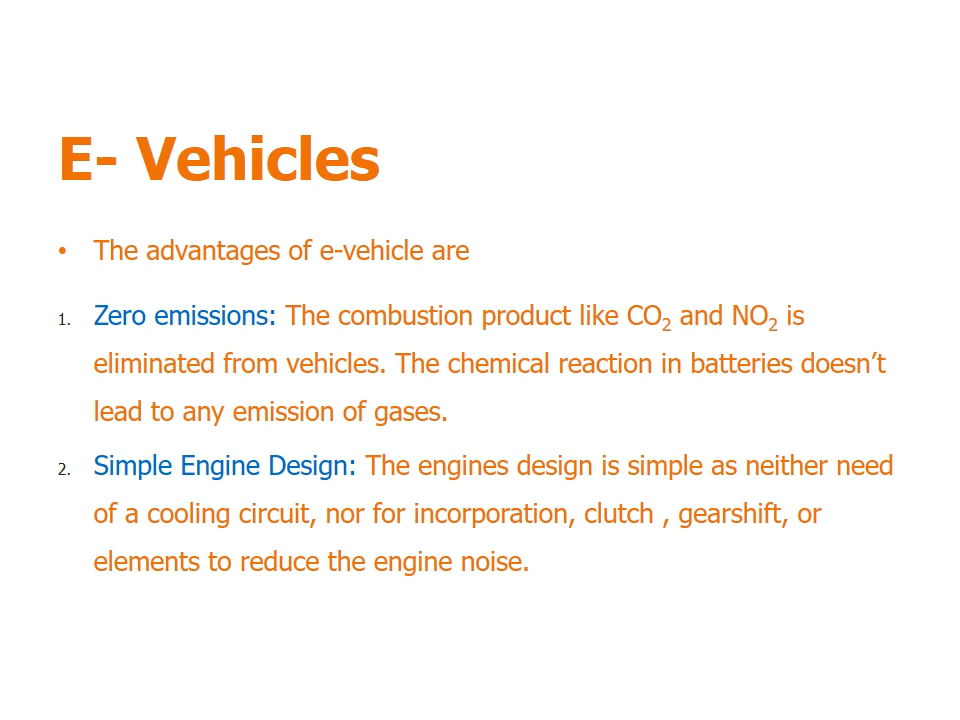 E- Vehicles
• The advantages of e-vehicle are
1. Zero emissions: The combustion product like CO₂ and NO₂ is
eliminated from vehicles. The chemical reaction in batteries doesn’t
lead to any emission of gases.
2. Simple Engine Design: The engines design is simple as neither need
of a cooling circuit, nor for incorporation, clutch , gearshift, or
elements to reduce the engine noise.